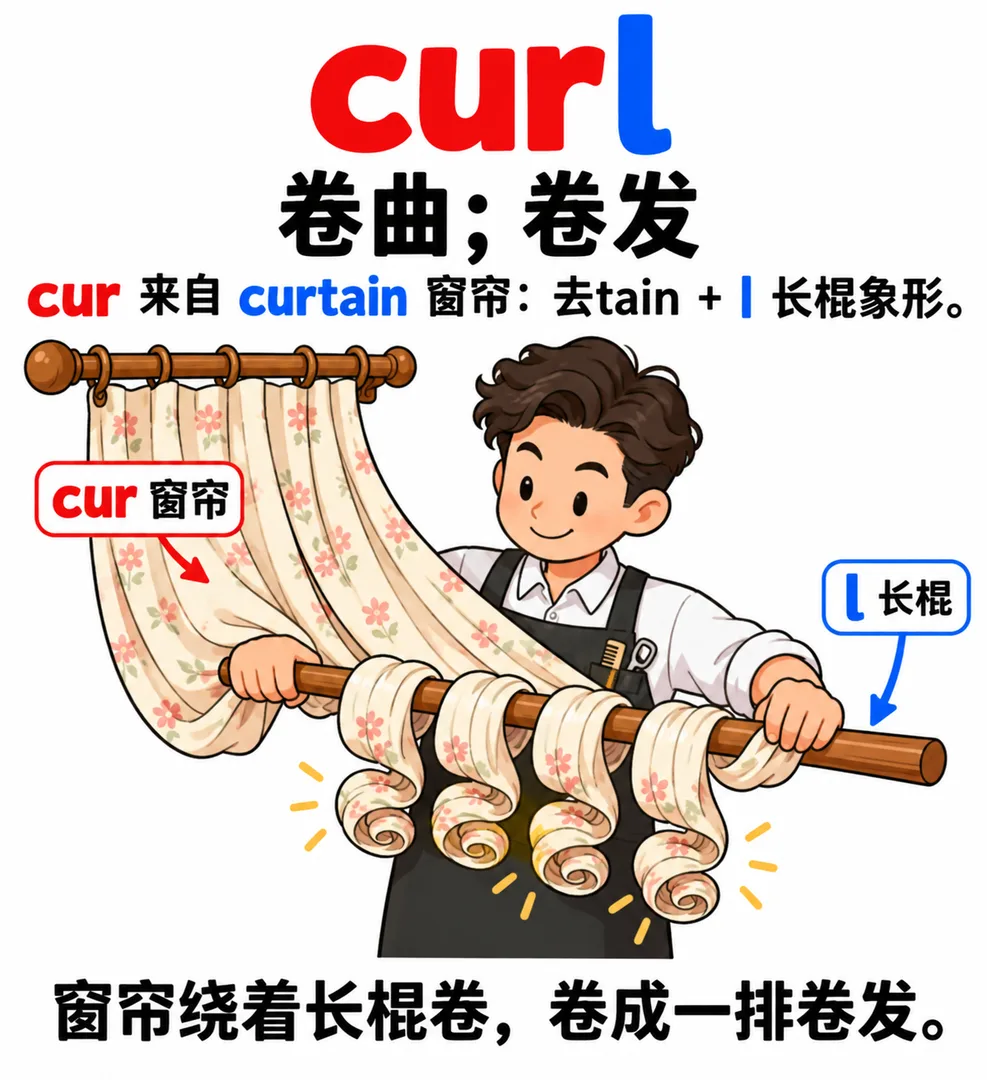 curl
卷曲；卷发
cur 来自 curtain 窗帘：去tain + l 长棍象形。
cur 窗帘
l 长棍
窗帘绕着长棍卷，卷成一排卷发。